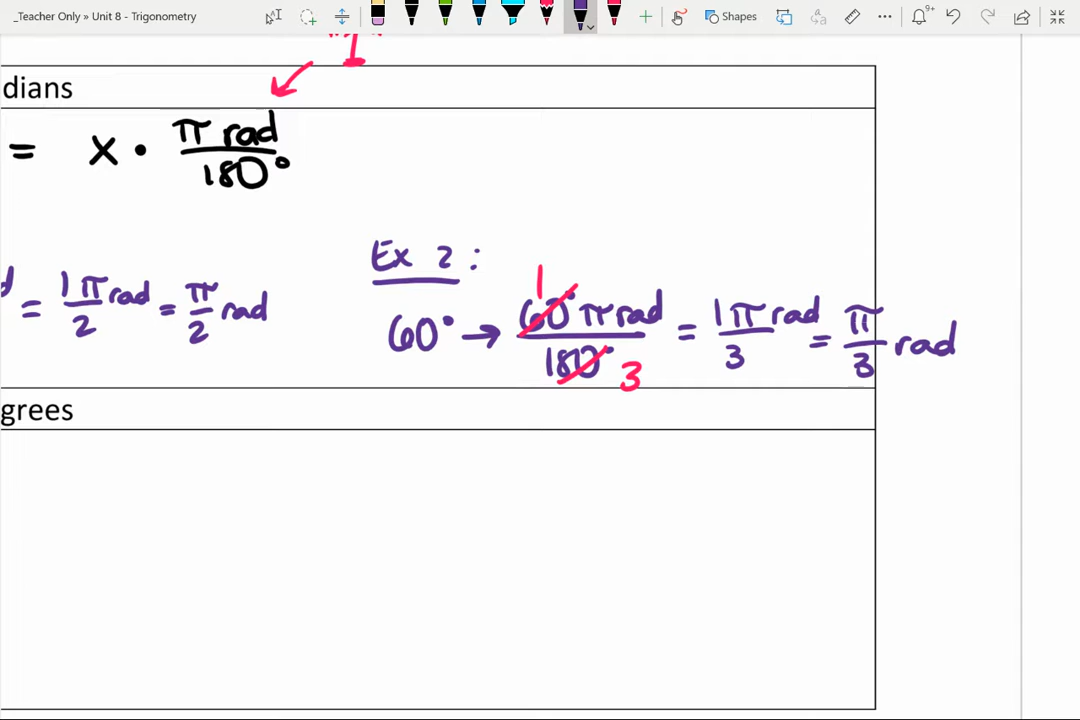 _Teacher Only » Unit 8 - Trigonometry
Shapes
9+
dians
= x · π rad / 180°
Ex 2 :
= 1π rad / 2 = π / 2 rad
1
60° → 60° π rad / 180° = 1π rad / 3 = π / 3 rad
3
grees